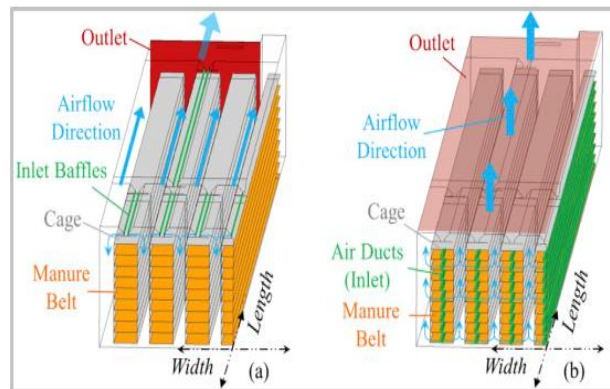 Outlet
Airflow
Direction
Inlet Baffles
Cage
Manure
Belt
Length
Width
(a)
Outlet
Airflow
Direction
Cage
Air Ducts
(Inlet)
Manure
Belt
Length
Width
(b)